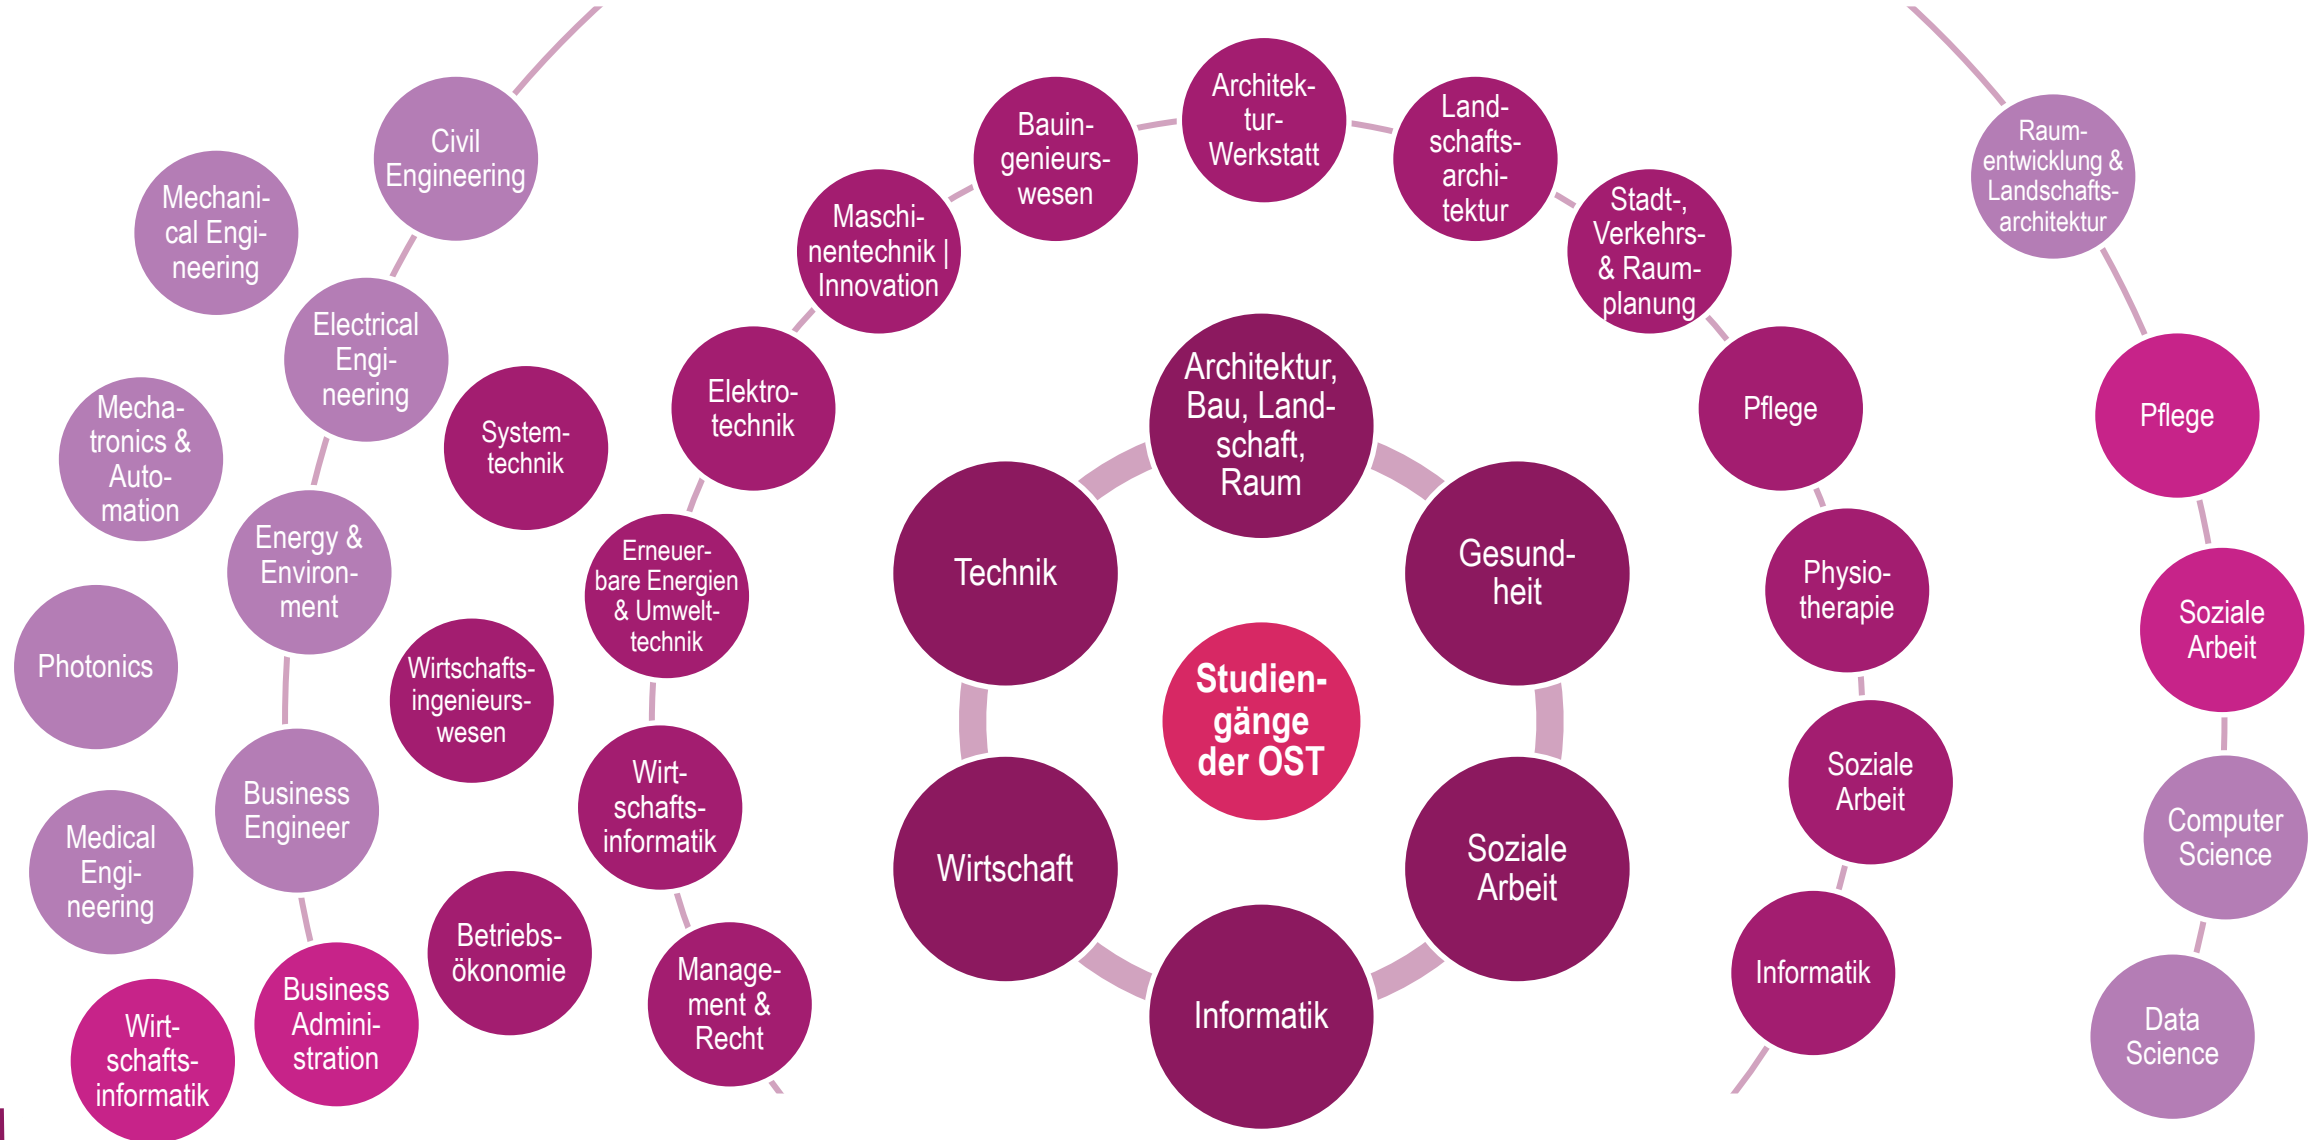 Civil
Engineering
Mechani-
cal Engi-
neering
Electrical
Engi-
neering
Mecha-
tronics &
Auto-
mation
Energy &
Environ-
ment
Photonics
Business
Engineer
Medical
Engi-
neering
Business
Admini-
stration
Wirt-
schafts-
informatik
System-
technik
Wirtschafts-
ingenieurs-
wesen
Betriebs-
ökonomie
Architek-
tur-
Werkstatt
Bauin-
genieurs-
wesen
Maschi-
nentechnik |
Innovation
Elektro-
technik
Erneuer-
bare Energien
& Umwelt-
technik
Wirt-
schafts-
informatik
Manage-
ment &
Recht
Land-
schafts-
archi-
tektur
Stadt-,
Verkehrs-
& Raum-
planung
Pflege
Physio-
therapie
Soziale
Arbeit
Informatik
Architektur,
Bau, Land-
schaft,
Raum
Technik
Gesund-
heit
Studien-
gänge
der OST
Wirtschaft
Soziale
Arbeit
Informatik
Raum-
entwicklung &
Landschafts-
architektur
Pflege
Soziale
Arbeit
Computer
Science
Data
Science